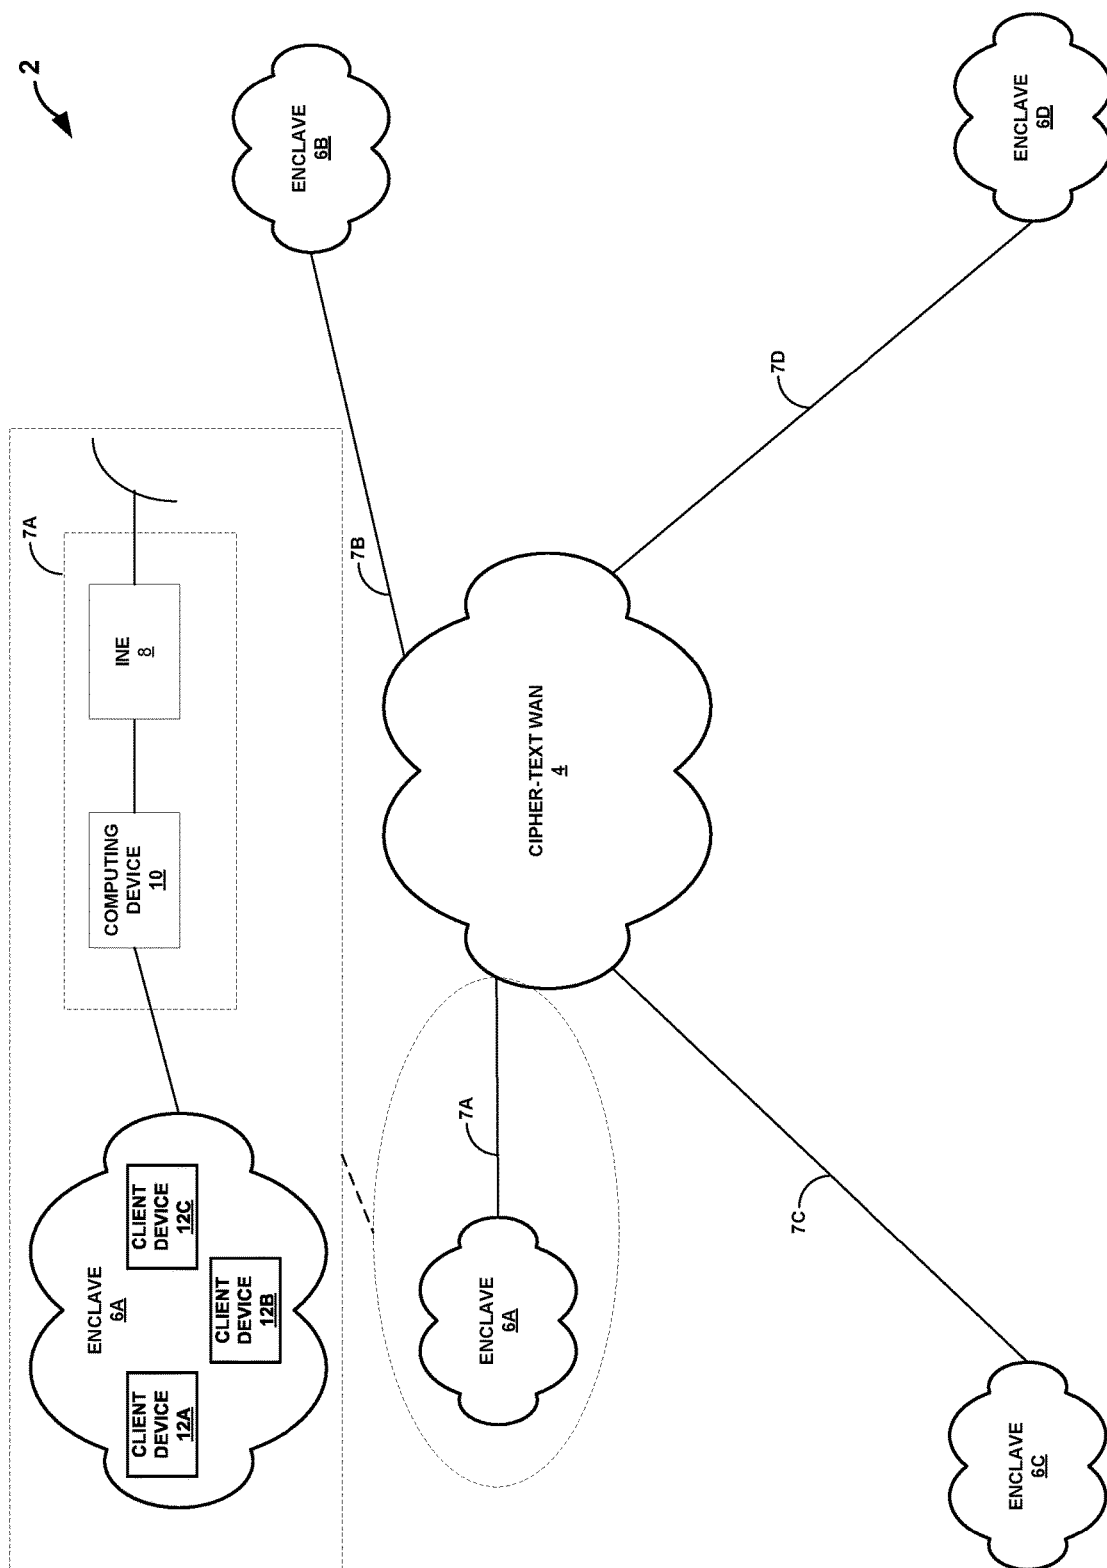 2
7A
ENCLAVE
6A
CLIENT
DEVICE
12A
CLIENT
DEVICE
12B
CLIENT
DEVICE
12C
COMPUTING
DEVICE
10
INE
8
ENCLAVE
6A
7A
CIPHER-TEXT WAN
4
7B
ENCLAVE
6B
7C
ENCLAVE
6C
7D
ENCLAVE
6D